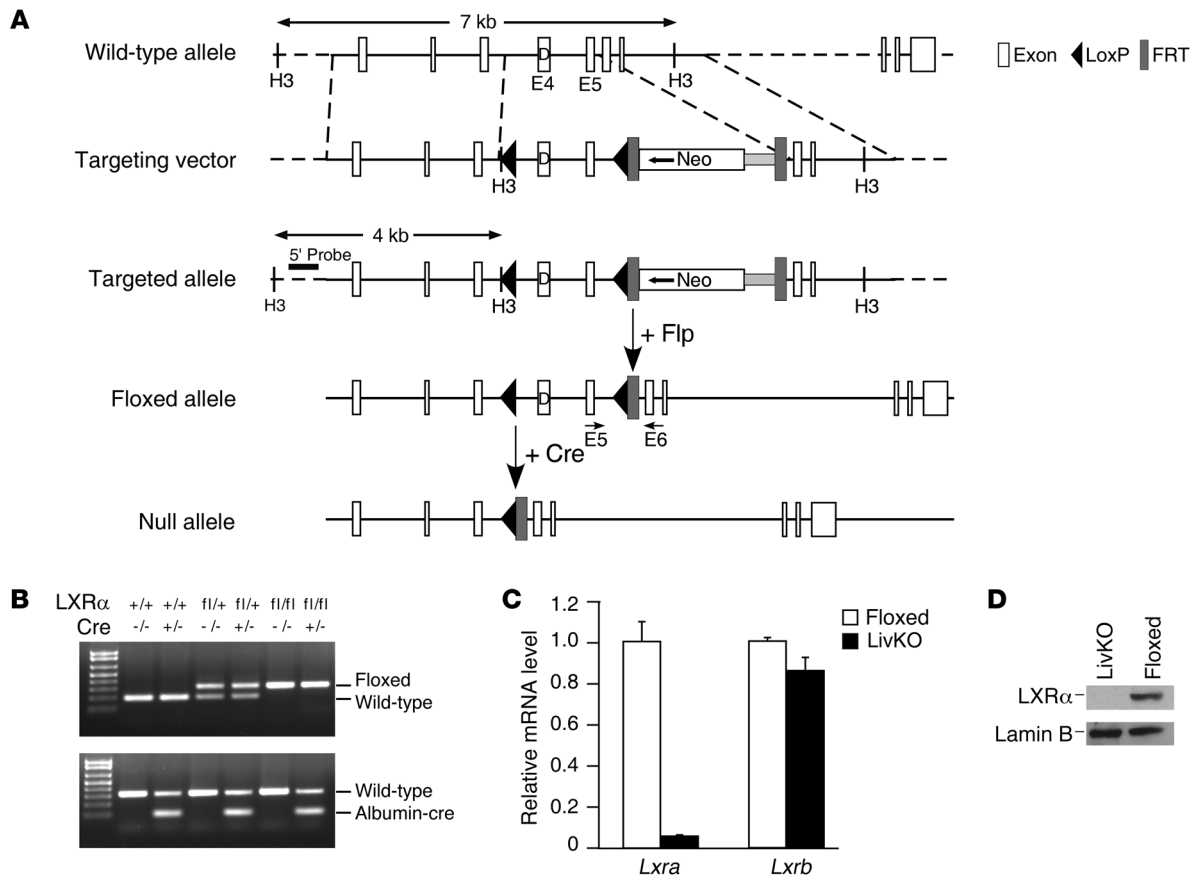 A
7 kb
Wild-type allele
H3
D
E4
E5
H3
Exon
LoxP
FRT
Targeting vector
H3
D
Neo
H3
4 kb
5' Probe
Targeted allele
H3
H3
D
Neo
H3
+ Flp
Floxed allele
D
E5
E6
+ Cre
Null allele
B
LXRα +/+ +/+ fl/+ fl/+ fl/fl fl/fl
Cre -/- +/- -/- +/- -/- +/-
Floxed
Wild-type
Wild-type
Albumin-cre
C
Relative mRNA level
1.2
1.0
0.8
0.6
0.4
0.2
0
Floxed
LivKO
Lxra
Lxrb
D
LivKO
Floxed
LXRα
Lamin B